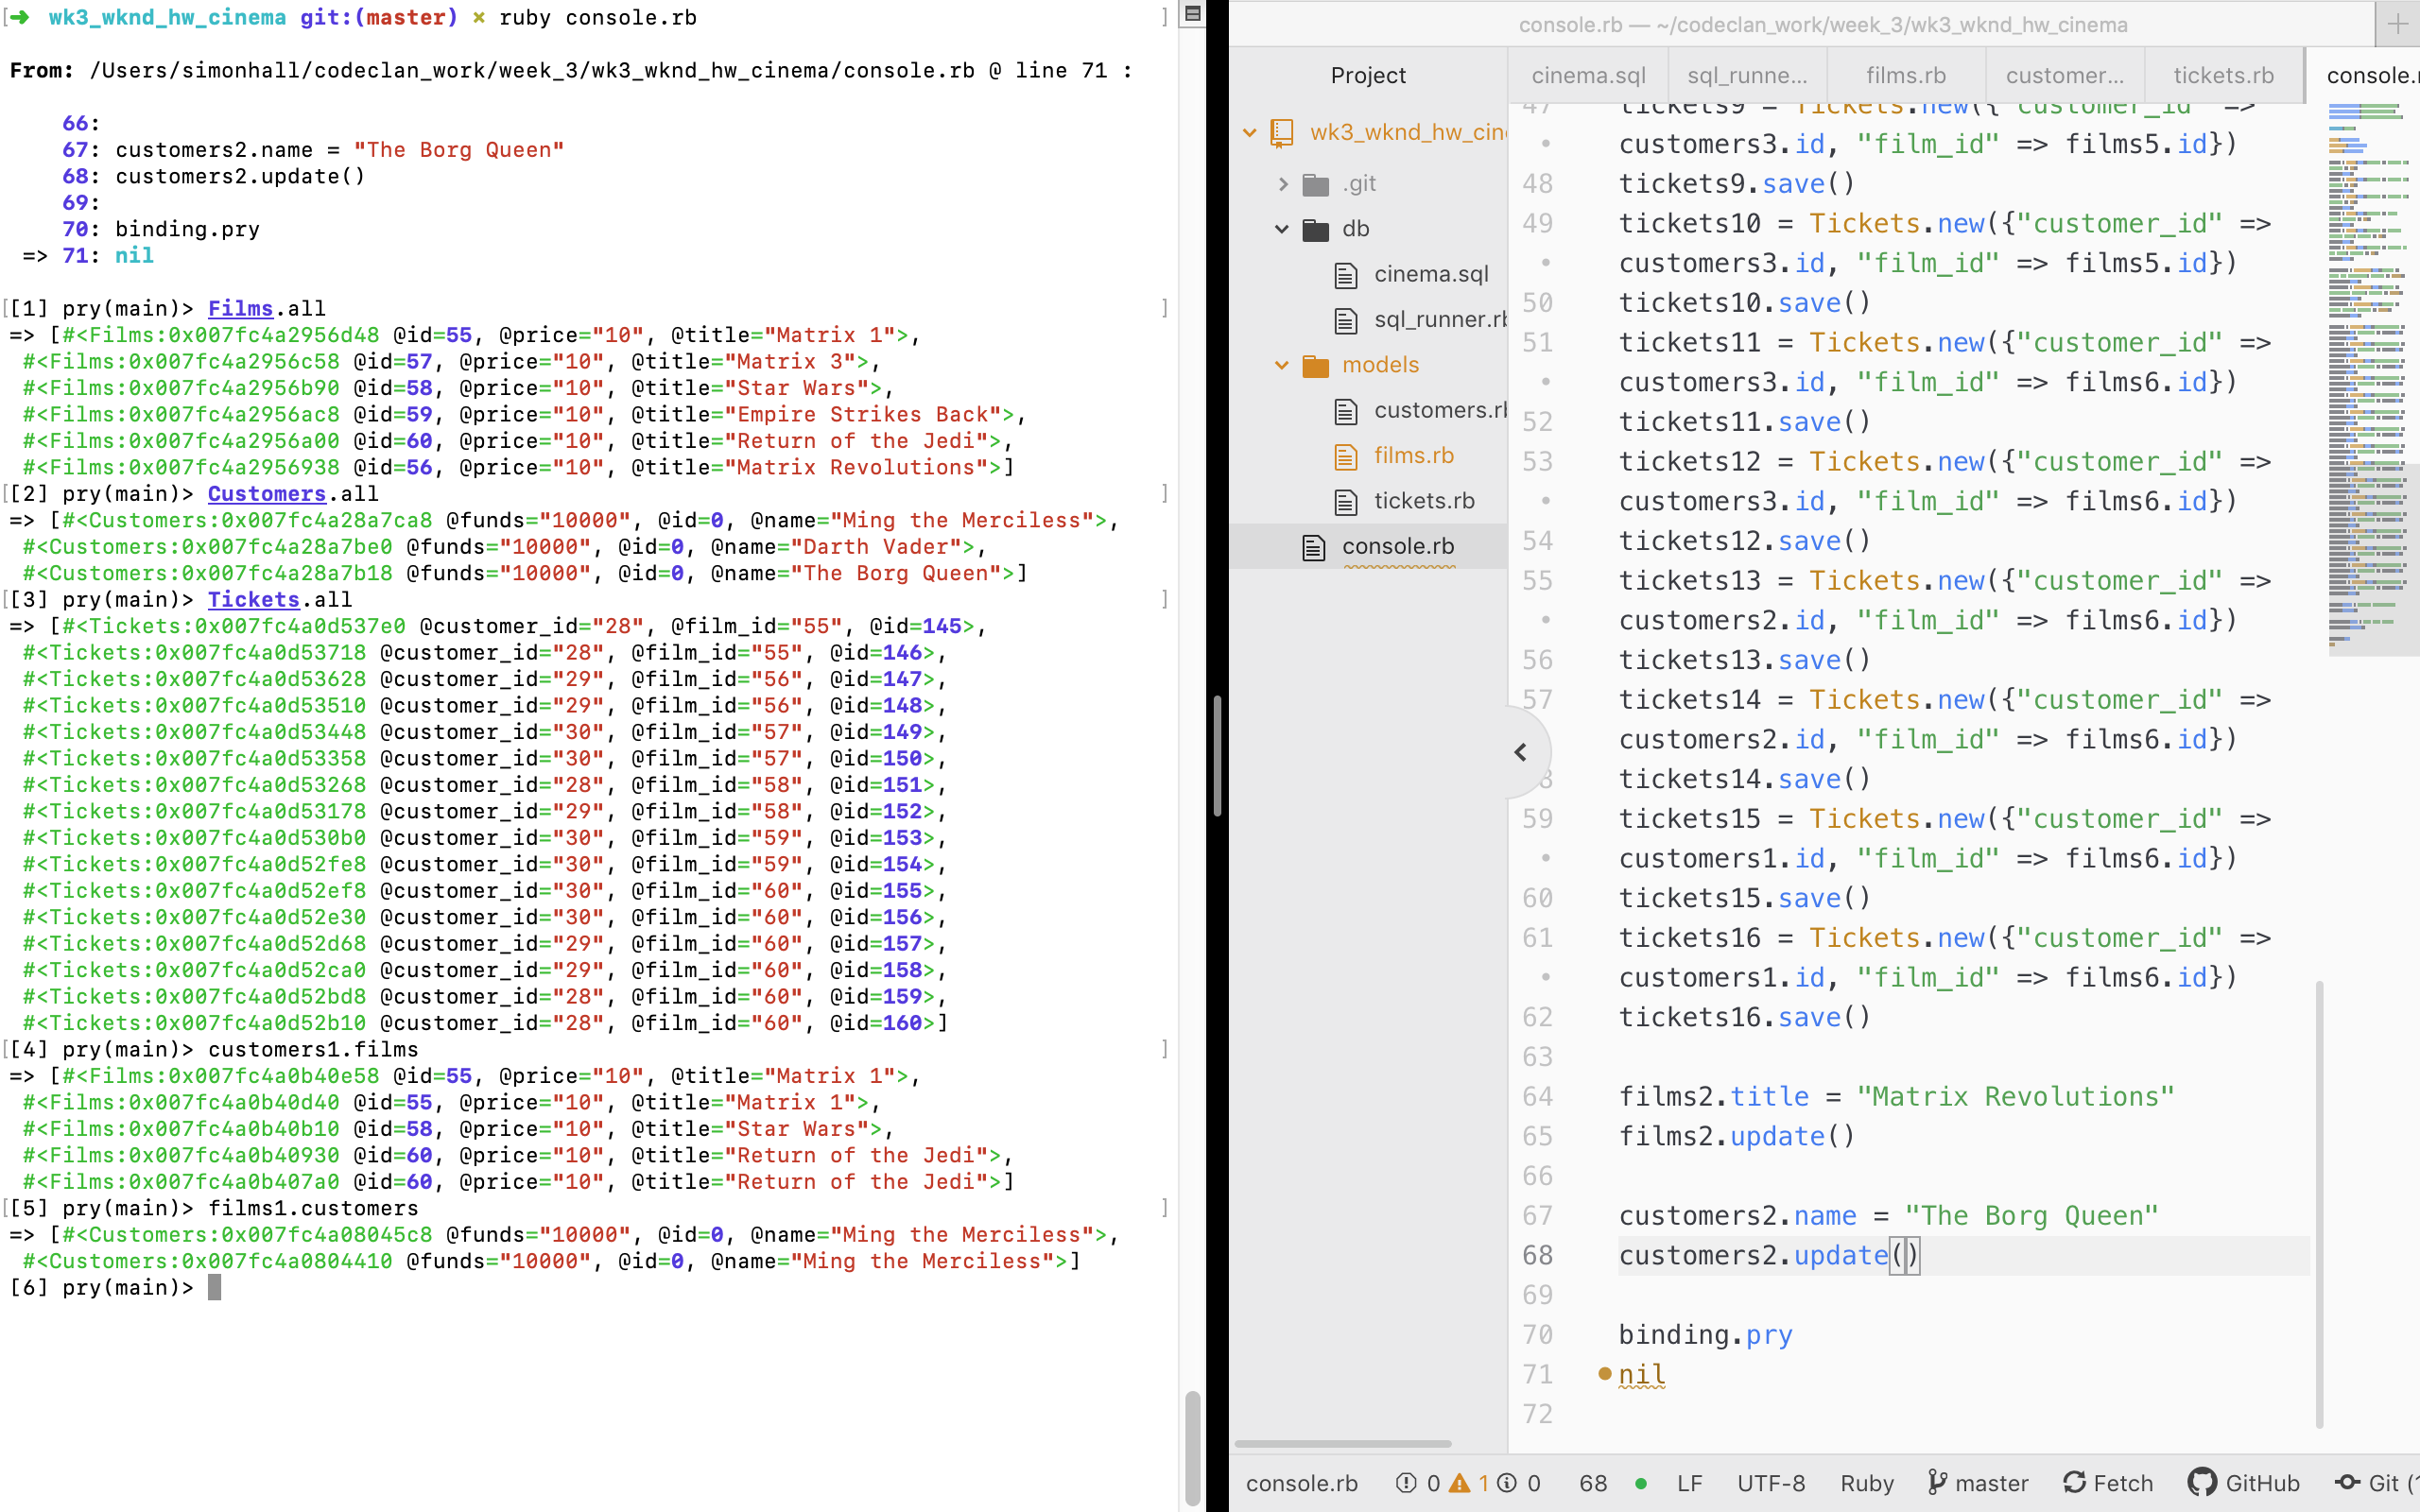 ➜ wk3_wknd_hw_cinema git:(master) × ruby console.rb
From: /Users/simonhall/codeclan_work/week_3/wk3_wknd_hw_cinema/console.rb @ line 71 :
66:
67: customers2.name = "The Borg Queen"
68: customers2.update()
69:
70: binding.pry
=> 71: nil
[1] pry(main)> Films.all
=> [#<Films:0x007fc4a2956d48 @id=55, @price="10", @title="Matrix 1">,
#<Films:0x007fc4a2956c58 @id=57, @price="10", @title="Matrix 3">,
#<Films:0x007fc4a2956b90 @id=58, @price="10", @title="Star Wars">,
#<Films:0x007fc4a2956ac8 @id=59, @price="10", @title="Empire Strikes Back">,
#<Films:0x007fc4a2956a00 @id=60, @price="10", @title="Return of the Jedi">,
#<Films:0x007fc4a2956938 @id=56, @price="10", @title="Matrix Revolutions">]
[2] pry(main)> Customers.all
=> [#<Customers:0x007fc4a28a7ca8 @funds="10000", @id=0, @name="Ming the Merciless">,
#<Customers:0x007fc4a28a7be0 @funds="10000", @id=0, @name="Darth Vader">,
#<Customers:0x007fc4a28a7b18 @funds="10000", @id=0, @name="The Borg Queen">]
[3] pry(main)> Tickets.all
=> [#<Tickets:0x007fc4a0d537e0 @customer_id="28", @film_id="55", @id=145>,
#<Tickets:0x007fc4a0d53718 @customer_id="28", @film_id="55", @id=146>,
#<Tickets:0x007fc4a0d53628 @customer_id="29", @film_id="56", @id=147>,
#<Tickets:0x007fc4a0d53510 @customer_id="29", @film_id="56", @id=148>,
#<Tickets:0x007fc4a0d53448 @customer_id="30", @film_id="57", @id=149>,
#<Tickets:0x007fc4a0d53358 @customer_id="30", @film_id="57", @id=150>,
#<Tickets:0x007fc4a0d53268 @customer_id="28", @film_id="58", @id=151>,
#<Tickets:0x007fc4a0d53178 @customer_id="29", @film_id="58", @id=152>,
#<Tickets:0x007fc4a0d530b0 @customer_id="30", @film_id="59", @id=153>,
#<Tickets:0x007fc4a0d52fe8 @customer_id="30", @film_id="59", @id=154>,
#<Tickets:0x007fc4a0d52ef8 @customer_id="30", @film_id="60", @id=155>,
#<Tickets:0x007fc4a0d52e30 @customer_id="30", @film_id="60", @id=156>,
#<Tickets:0x007fc4a0d52d68 @customer_id="29", @film_id="60", @id=157>,
#<Tickets:0x007fc4a0d52ca0 @customer_id="29", @film_id="60", @id=158>,
#<Tickets:0x007fc4a0d52bd8 @customer_id="28", @film_id="60", @id=159>,
#<Tickets:0x007fc4a0d52b10 @customer_id="28", @film_id="60", @id=160>]
[4] pry(main)> customers1.films
=> [#<Films:0x007fc4a0b40e58 @id=55, @price="10", @title="Matrix 1">,
#<Films:0x007fc4a0b40d40 @id=55, @price="10", @title="Matrix 1">,
#<Films:0x007fc4a0b40b10 @id=58, @price="10", @title="Star Wars">,
#<Films:0x007fc4a0b40930 @id=60, @price="10", @title="Return of the Jedi">,
#<Films:0x007fc4a0b407a0 @id=60, @price="10", @title="Return of the Jedi">]
[5] pry(main)> films1.customers
=> [#<Customers:0x007fc4a08045c8 @funds="10000", @id=0, @name="Ming the Merciless">,
#<Customers:0x007fc4a0804410 @funds="10000", @id=0, @name="Ming the Merciless">]
[6] pry(main)>
console.rb — ~/codeclan_work/week_3/wk3_wknd_hw_cinema
Project
wk3_wknd_hw_cin
.git
db
cinema.sql
sql_runner.rb
models
customers.rb
films.rb
tickets.rb
console.rb
cinema.sql sql_runne... films.rb customer... tickets.rb console.r
47 tickets9 = Tickets.new({"customer_id" =>
customers3.id, "film_id" => films5.id})
48 tickets9.save()
49 tickets10 = Tickets.new({"customer_id" =>
customers3.id, "film_id" => films5.id})
50 tickets10.save()
51 tickets11 = Tickets.new({"customer_id" =>
customers3.id, "film_id" => films6.id})
52 tickets11.save()
53 tickets12 = Tickets.new({"customer_id" =>
customers3.id, "film_id" => films6.id})
54 tickets12.save()
55 tickets13 = Tickets.new({"customer_id" =>
customers2.id, "film_id" => films6.id})
56 tickets13.save()
57 tickets14 = Tickets.new({"customer_id" =>
customers2.id, "film_id" => films6.id})
8 tickets14.save()
59 tickets15 = Tickets.new({"customer_id" =>
customers1.id, "film_id" => films6.id})
60 tickets15.save()
61 tickets16 = Tickets.new({"customer_id" =>
customers1.id, "film_id" => films6.id})
62 tickets16.save()
63
64 films2.title = "Matrix Revolutions"
65 films2.update()
66
67 customers2.name = "The Borg Queen"
68 customers2.update()
69
70 binding.pry
71 nil
72
console.rb 0 1 0 68 LF UTF-8 Ruby master Fetch GitHub Git (1